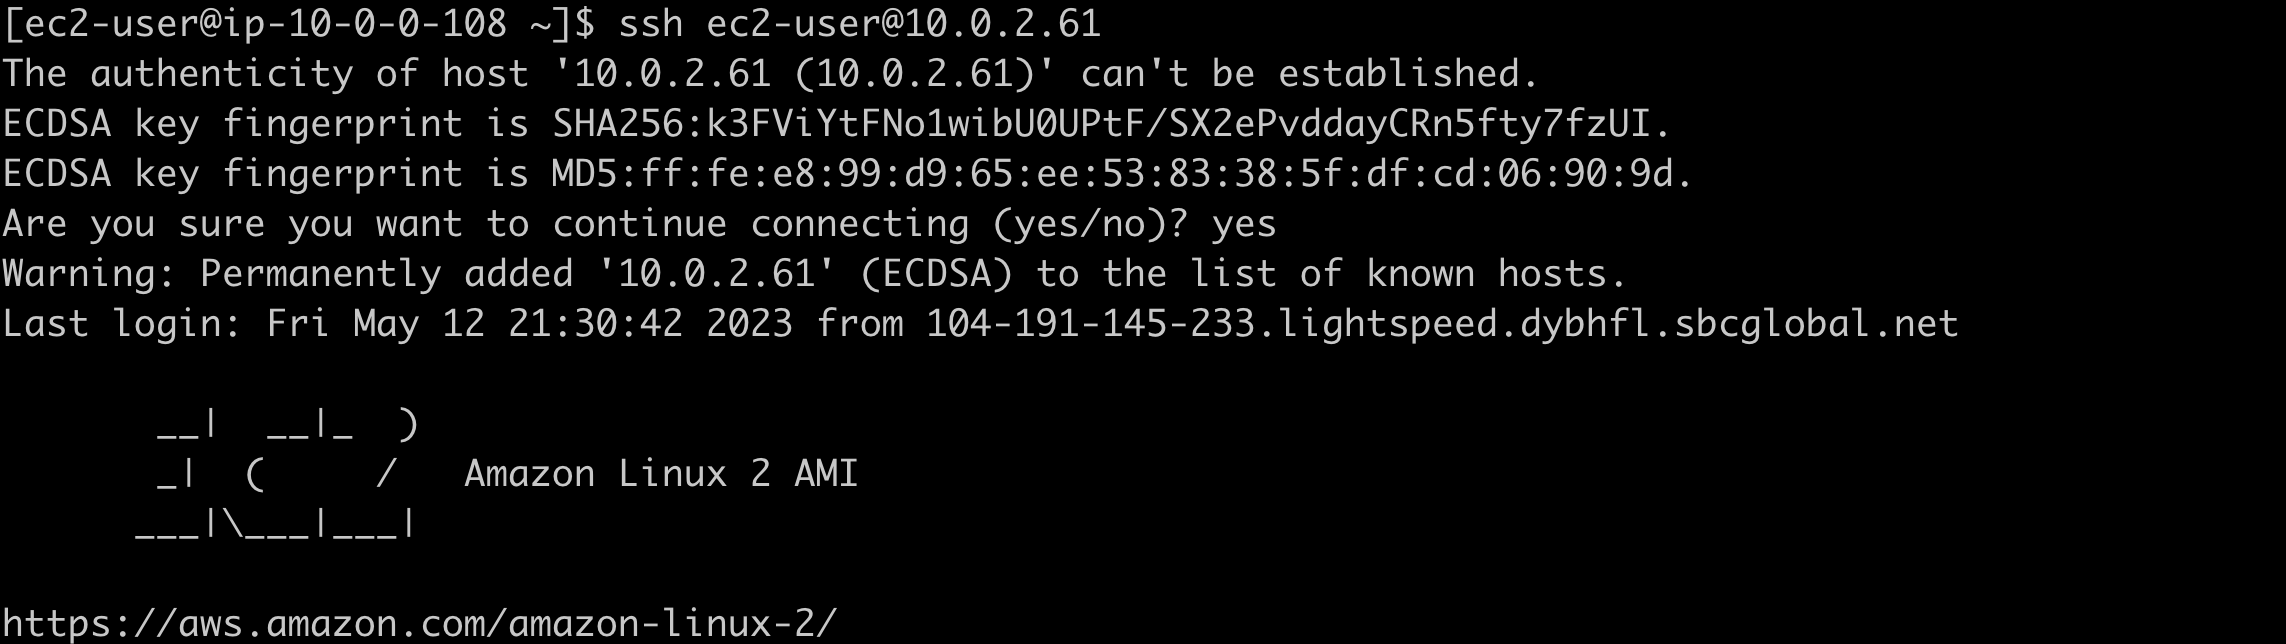 [ec2-user@ip-10-0-0-108 ~]$ ssh ec2-user@10.0.2.61
The authenticity of host '10.0.2.61 (10.0.2.61)' can't be established.
ECDSA key fingerprint is SHA256:k3FViYtFNo1wibU0UPtF/SX2ePvddayCRn5fty7fzUI.
ECDSA key fingerprint is MD5:ff:fe:e8:99:d9:65:ee:53:83:38:5f:df:cd:06:90:9d.
Are you sure you want to continue connecting (yes/no)? yes
Warning: Permanently added '10.0.2.61' (ECDSA) to the list of known hosts.
Last login: Fri May 12 21:30:42 2023 from 104-191-145-233.lightspeed.dybhfl.sbcglobal.net

       __|  __|_  )
       _|  (     /   Amazon Linux 2 AMI
      ___|\___|___|

https://aws.amazon.com/amazon-linux-2/